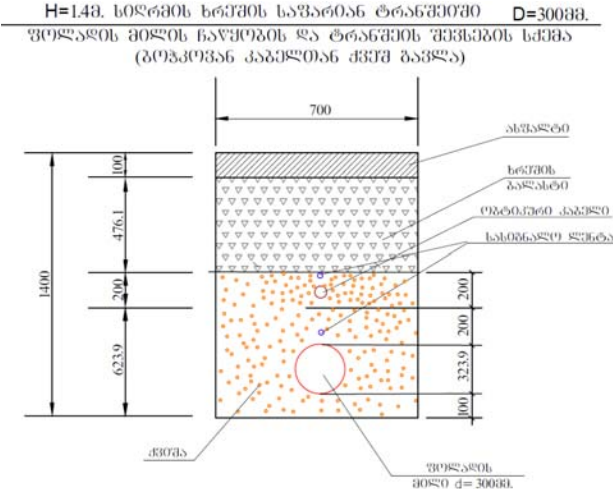 H=1.4მ. სიღრმის ხრეშის საფარიან ტრანშეიში D=300მმ.
ფოლადის მილის ჩაწყობის და ტრანშეის შევსების სქემა
(ბოჭკოვან კაბელთან ქვეშ გავლა)
700
ასფალტი
100
ხრეშის
ბალასტი
476.1
ოპტიკური კაბელი
სასიგნალო ლენტა
1400
200
200
200
623.9
323.9
100
ქვიშა
ფოლადის
მილი d= 300მმ.